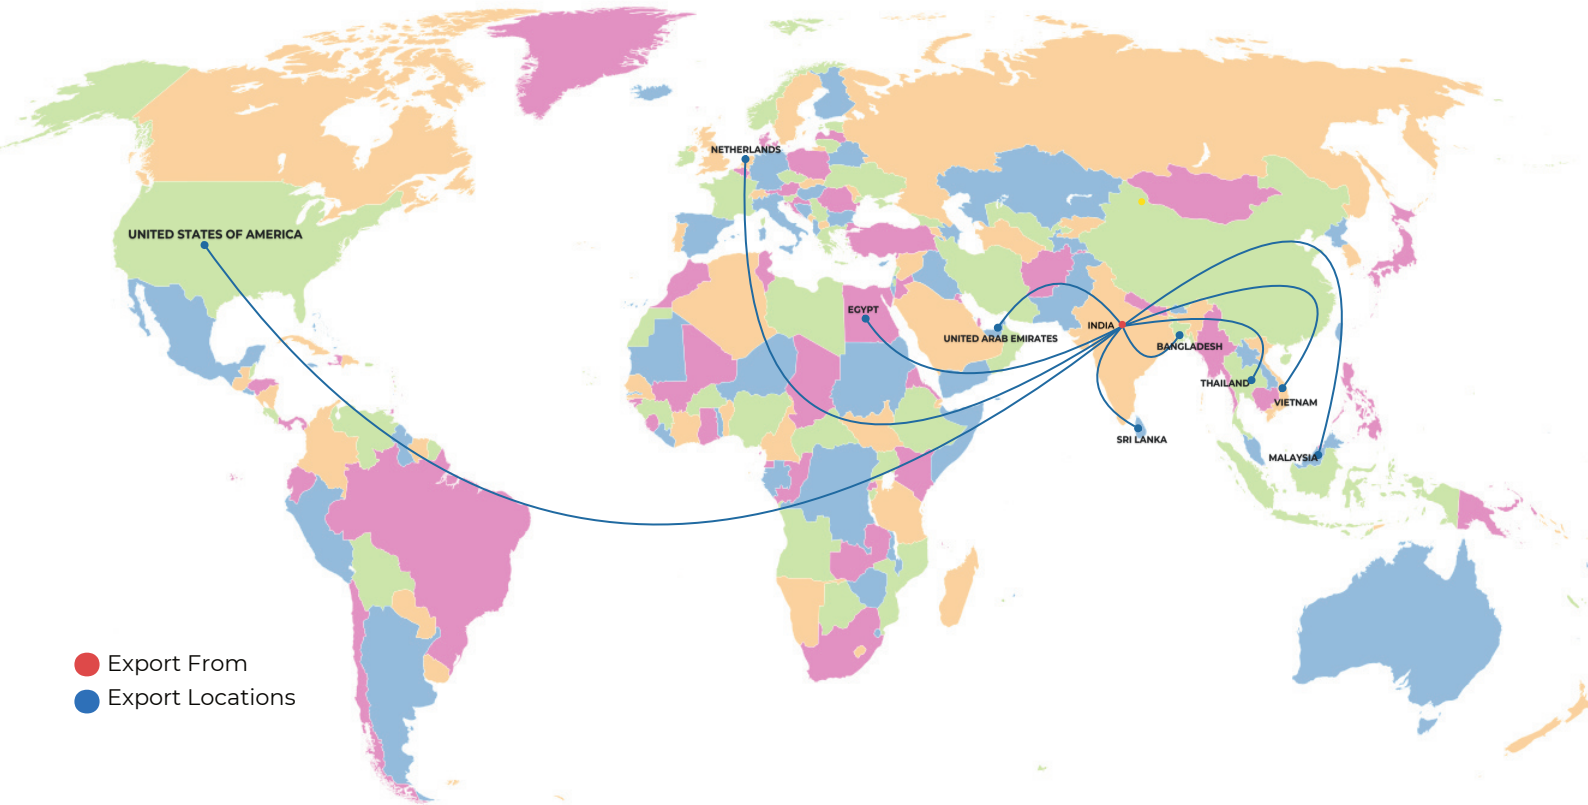 NETHERLANDS
UNITED STATES OF AMERICA
EGYPT
INDIA
UNITED ARAB EMIRATES
BANGLADESH
THAILAND
VIETNAM
SRI LANKA
MALAYSIA
Export From
Export Locations